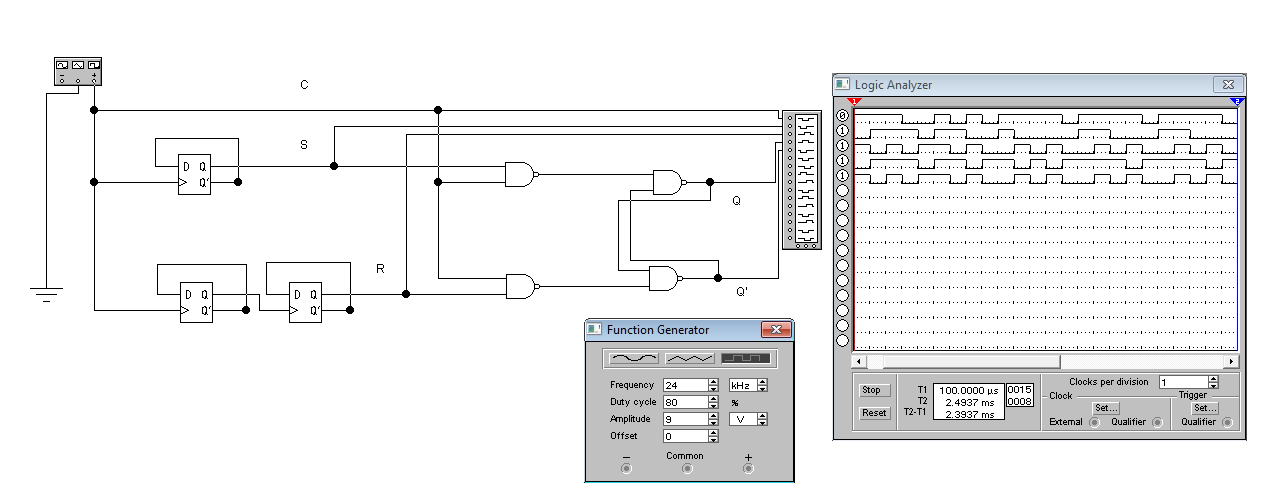 C
S
D Q
Q'
R
D Q
Q'
D Q
Q'
Q
Q'
Logic Analyzer
1
2
0
1
1
1
1
Stop
Reset
T1 100.0000 µs 0015
T2 2.4937 ms 0008
T2-T1 2.3937 ms
Clocks per division 1
Clock
Set...
External Qualifier
Trigger
Set...
Qualifier
Function Generator
Frequency 24 kHz
Duty cycle 80 %
Amplitude 9 V
Offset 0
− Common +